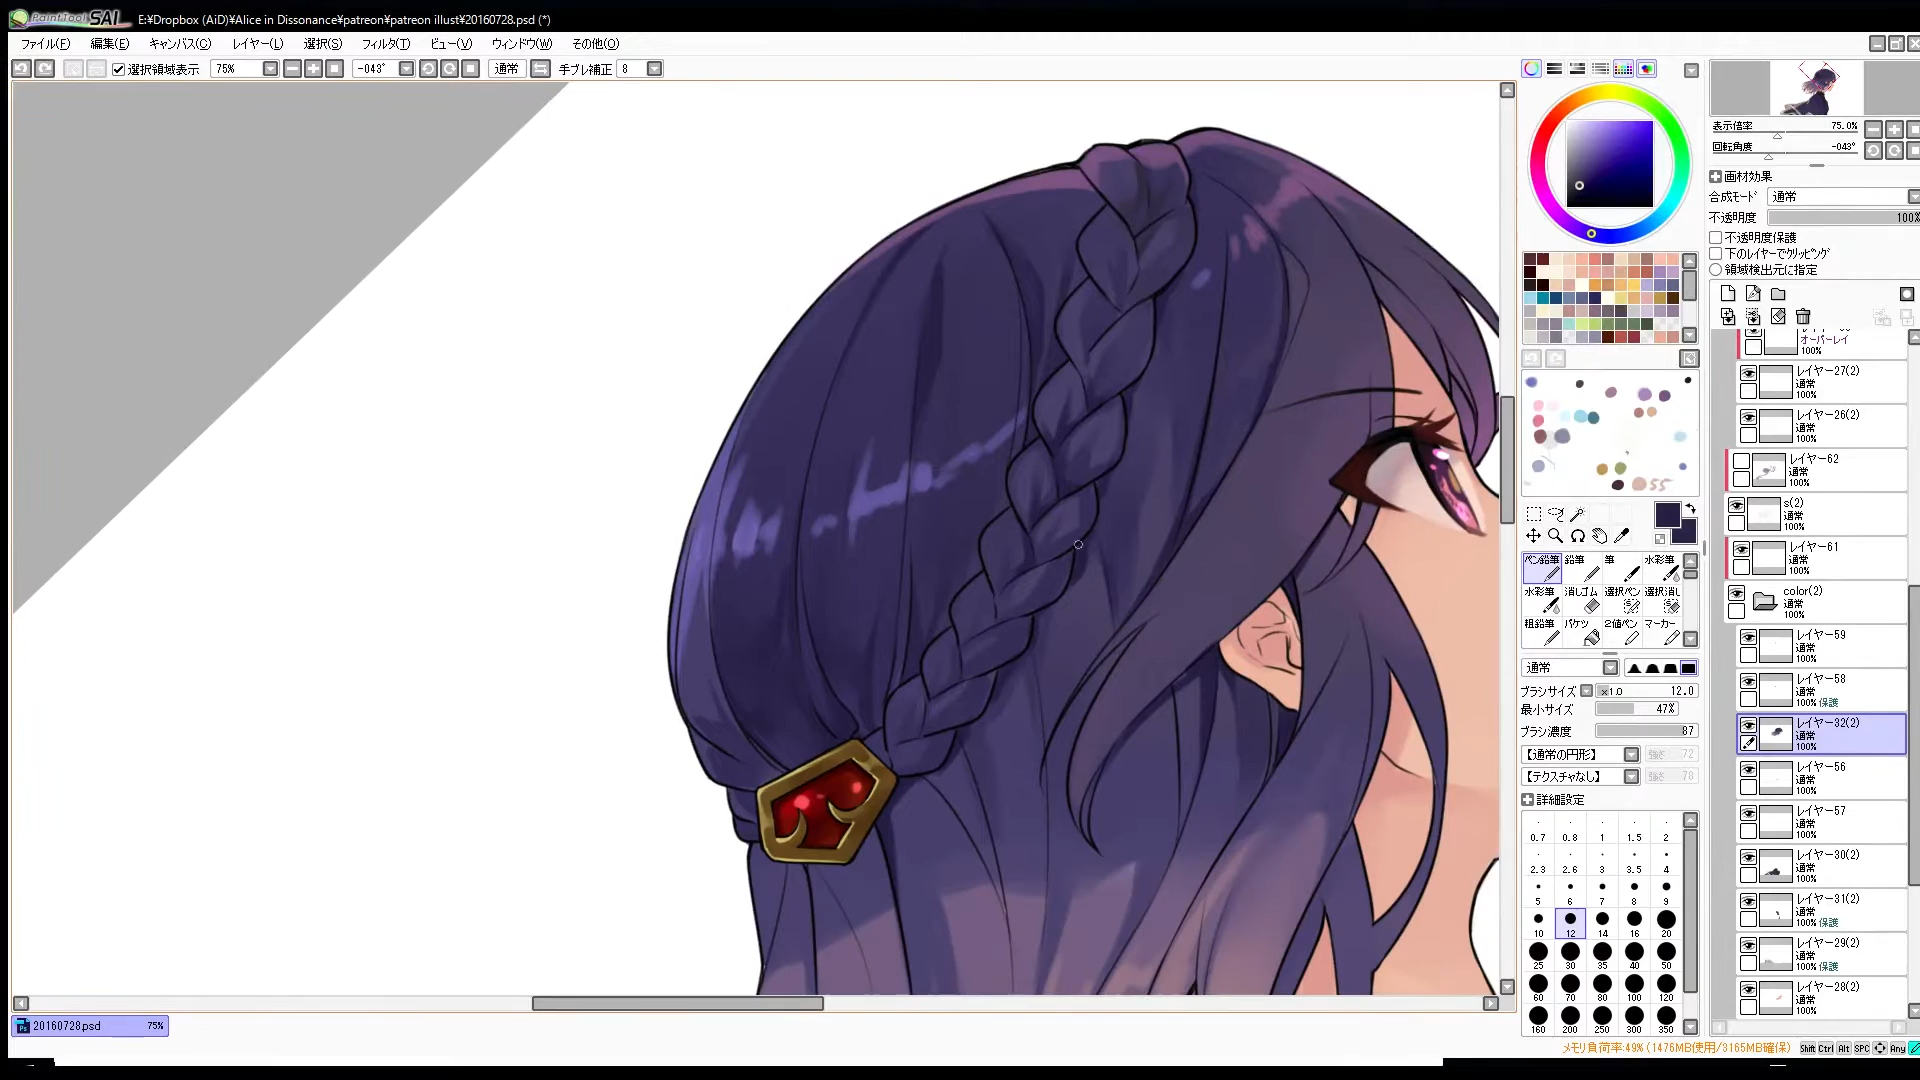 PaintTool SAI E:¥Dropbox (AiD)¥Alice in Dissonance¥patreon¥patreon illust¥20160728.psd (*)
ファイル(F) 編集(E) キャンバス(C) レイヤー(L) 選択(S) フィルタ(T) ビュー(V) ウィンドウ(W) その他(O)
選択領域表示 75% -043° 通常 手ブレ補正 8
表示倍率 75.0%
回転角度 -043°
画材効果
合成モード 通常
不透明度 100%
不透明度保護
下のレイヤーでクリッピング
領域検出元に指定
オーバーレイ
100%
レイヤー27(2)
通常
100%
レイヤー26(2)
通常
100%
レイヤー62
通常
100%
s(2)
通常
100%
レイヤー61
通常
100%
color(2)
通常
100%
レイヤー59
通常
100%
レイヤー58
通常
100% 保護
レイヤー32(2)
通常
100%
レイヤー56
通常
100%
レイヤー57
通常
100%
レイヤー30(2)
通常
100%
レイヤー31(2)
通常
100% 保護
レイヤー29(2)
通常
100% 保護
レイヤー28(2)
通常
100%
ペン鉛筆 鉛筆 筆 水彩筆
水彩筆 消しゴム 選択ペン 選択消し
粗鉛筆 バケツ 2値ペン マーカー
通常
ブラシサイズ x1.0 12.0
最小サイズ 47%
ブラシ濃度 87
【通常の円形】 強さ 72
【テクスチャなし】 強さ 78
詳細設定
0.7 0.8 1 1.5 2
2.3 2.6 3 3.5 4
5 6 7 8 9
10 12 14 16 20
25 30 35 40 50
60 70 80 100 120
160 200 250 300 350
20160728.psd 75%
メモリ負荷率:49% (1476MB使用/3165MB確保)
Shift Ctrl Alt SPC Any